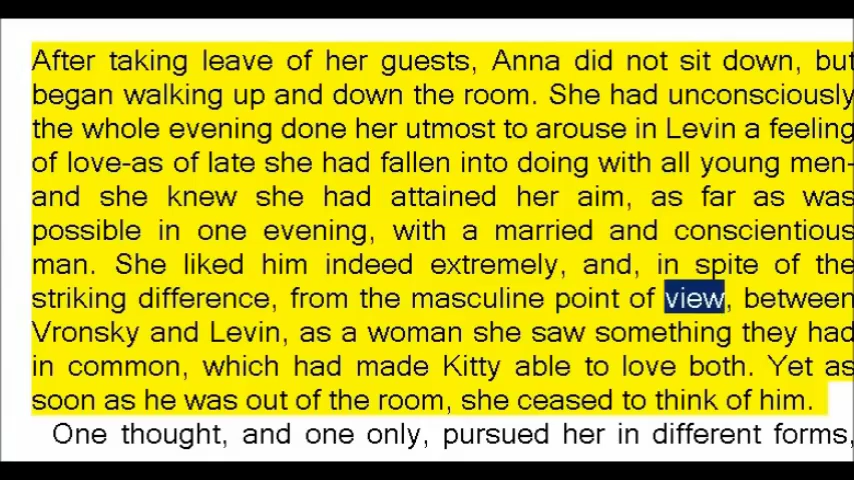 After taking leave of her guests, Anna did not sit down, but
began walking up and down the room. She had unconsciously
the whole evening done her utmost to arouse in Levin a feeling
of love-as of late she had fallen into doing with all young men-
and she knew she had attained her aim, as far as was
possible in one evening, with a married and conscientious
man. She liked him indeed extremely, and, in spite of the
striking difference, from the masculine point of view, between
Vronsky and Levin, as a woman she saw something they had
in common, which had made Kitty able to love both. Yet as
soon as he was out of the room, she ceased to think of him.
One thought, and one only, pursued her in different forms,